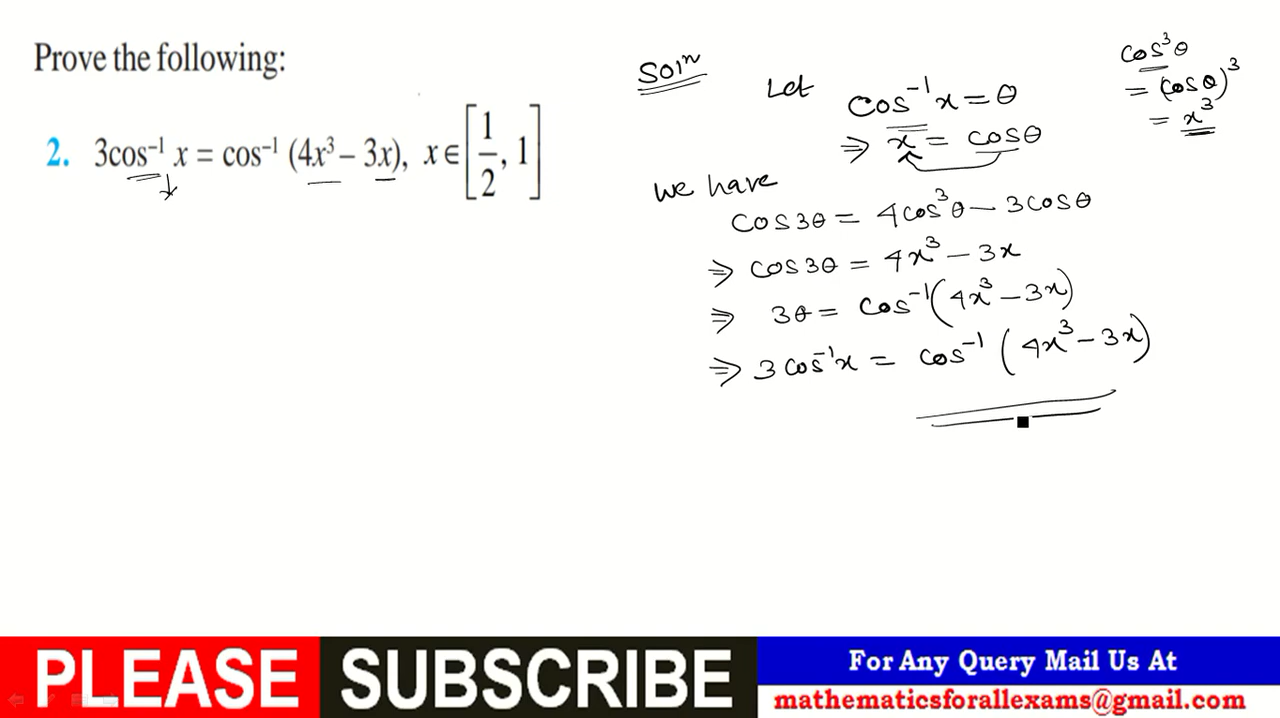 Prove the following:
2. 3cos⁻¹ x = cos⁻¹ (4x³ – 3x), x ∈ [1/2, 1]
Soln
Let
cos⁻¹x = θ
⇒ x = cosθ
cos³θ
= (cosθ)³
= x³
we have
cos3θ = 4cos³θ – 3cosθ
⇒ cos3θ = 4x³ – 3x
⇒ 3θ = cos⁻¹(4x³ – 3x)
⇒ 3cos⁻¹x = cos⁻¹(4x³ – 3x)
PLEASE SUBSCRIBE
For Any Query Mail Us At
mathematicsforallexams@gmail.com